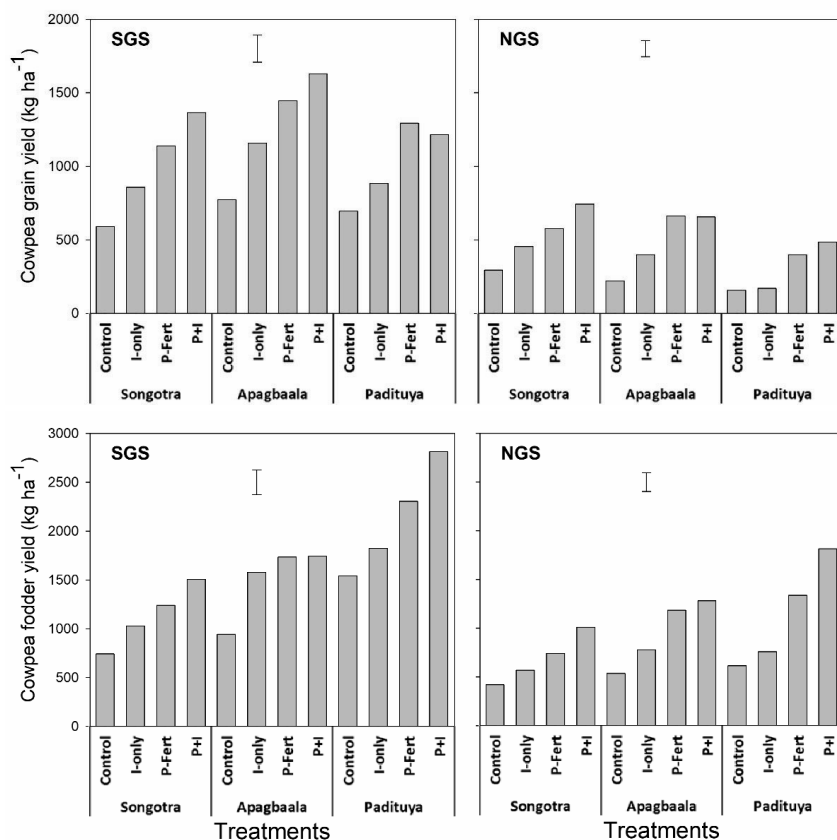 Cowpea grain yield (kg ha⁻¹)
2000
1500
1000
500
0
SGS
Control I-only P-Fert P+I Control I-only P-Fert P+I Control I-only P-Fert P+I
Songotra Apagbaala Padituya
NGS
Control I-only P-Fert P+I Control I-only P-Fert P+I Control I-only P-Fert P+I
Songotra Apagbaala Padituya
Cowpea fodder yield (kg ha⁻¹)
3000
2500
2000
1500
1000
500
0
SGS
Control I-only P-Fert P+I Control I-only P-Fert P+I Control I-only P-Fert P+I
Songotra Apagbaala Padituya
Treatments
NGS
Control I-only P-Fert P+I Control I-only P-Fert P+I Control I-only P-Fert P+I
Songotra Apagbaala Padituya
Treatments